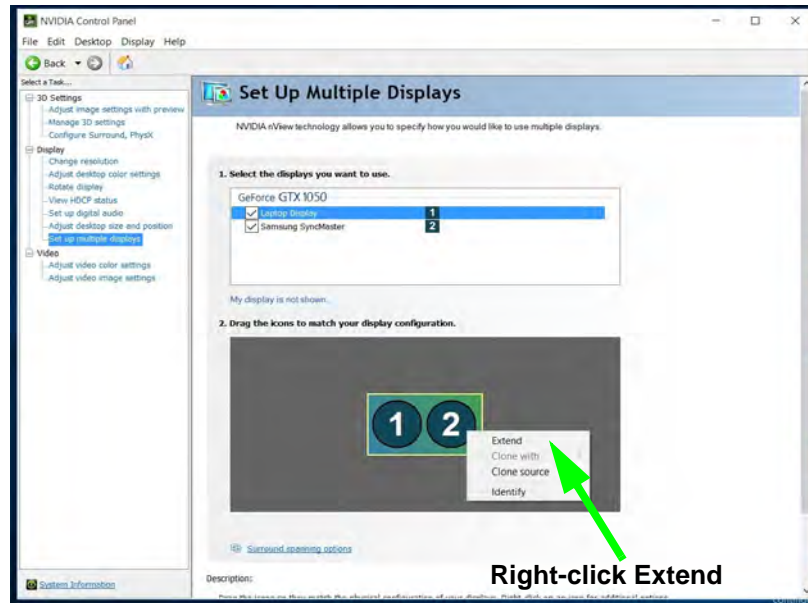 NVIDIA Control Panel
File Edit Desktop Display Help
Back
Select a Task...
3D Settings
Adjust image settings with preview
Manage 3D settings
Configure Surround, PhysX
Display
Change resolution
Adjust desktop color settings
Rotate display
View HDCP status
Set up digital audio
Adjust desktop size and position
Set up multiple displays
Video
Adjust video color settings
Adjust video image settings
System Information
Set Up Multiple Displays
NVIDIA nView technology allows you to specify how you would like to use multiple displays.
1. Select the displays you want to use.
GeForce GTX 1050
Laptop Display 1
Samsung SyncMaster 2
My display is not shown...
2. Drag the icons to match your display configuration.
1 2
Extend
Clone with
Clone source
Identify
Surround spanning options
Right-click Extend
Description: